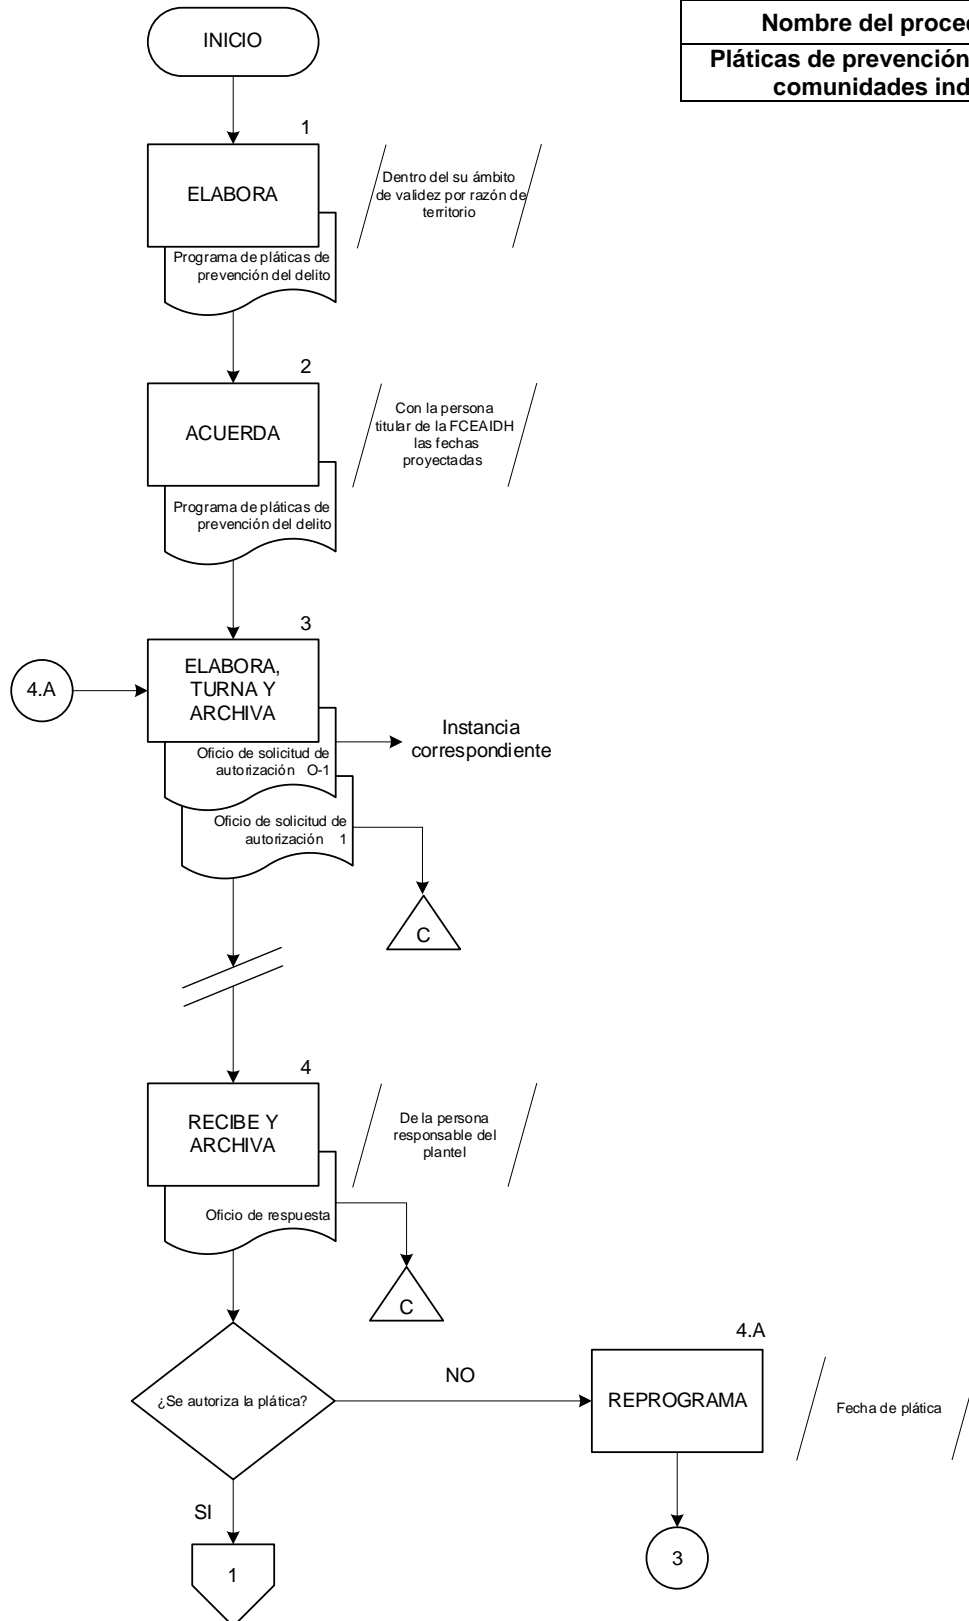 INICIO
Nombre del proced
Pláticas de prevención
comunidades ind
1
ELABORA
Dentro del su ámbito
de validez por razón de
territorio
Programa de pláticas de
prevención del delito
2
ACUERDA
Con la persona
titular de la FCEAIDH
las fechas
proyectadas
Programa de pláticas de
prevención del delito
3
4.A
ELABORA,
TURNA Y
ARCHIVA
Instancia
correspondiente
Oficio de solicitud de
autorización O-1
Oficio de solicitud de
autorización 1
C
4
RECIBE Y
ARCHIVA
De la persona
responsable del
plantel
Oficio de respuesta
C
¿Se autoriza la plática?
NO
4.A
REPROGRAMA
Fecha de plática
SI
1
3